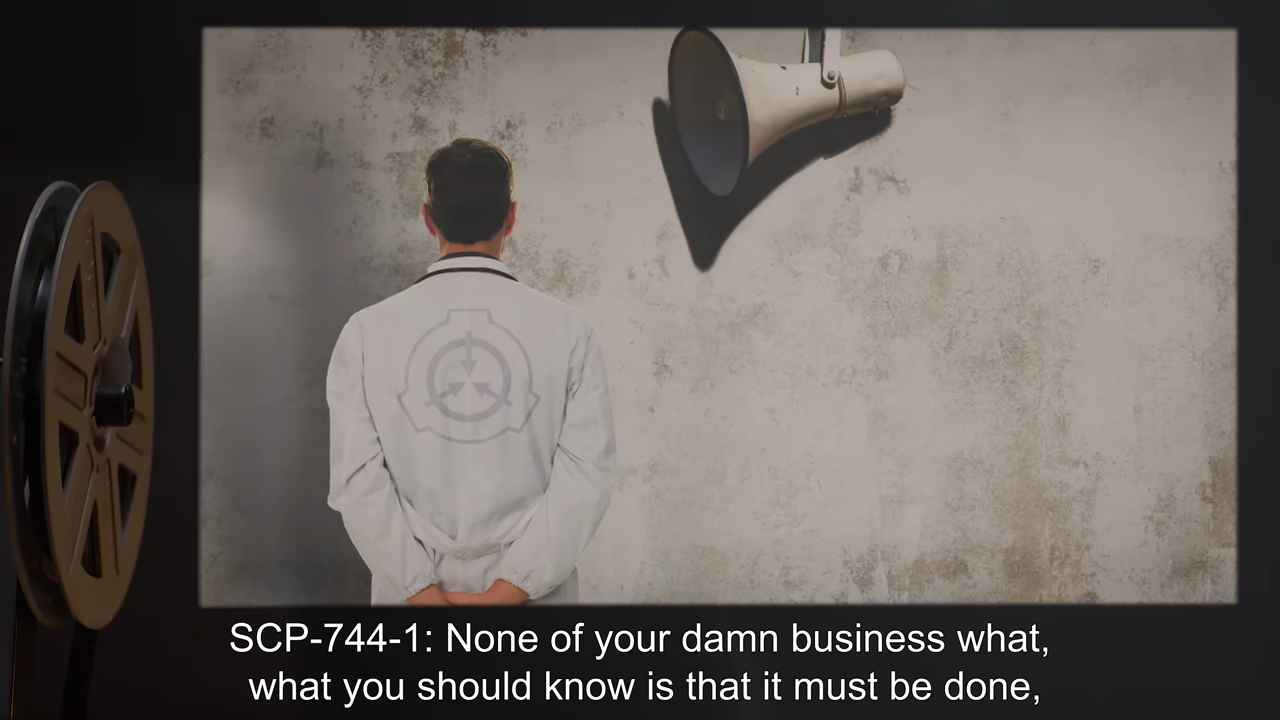 SCP-744-1: None of your damn business what,
what you should know is that it must be done,